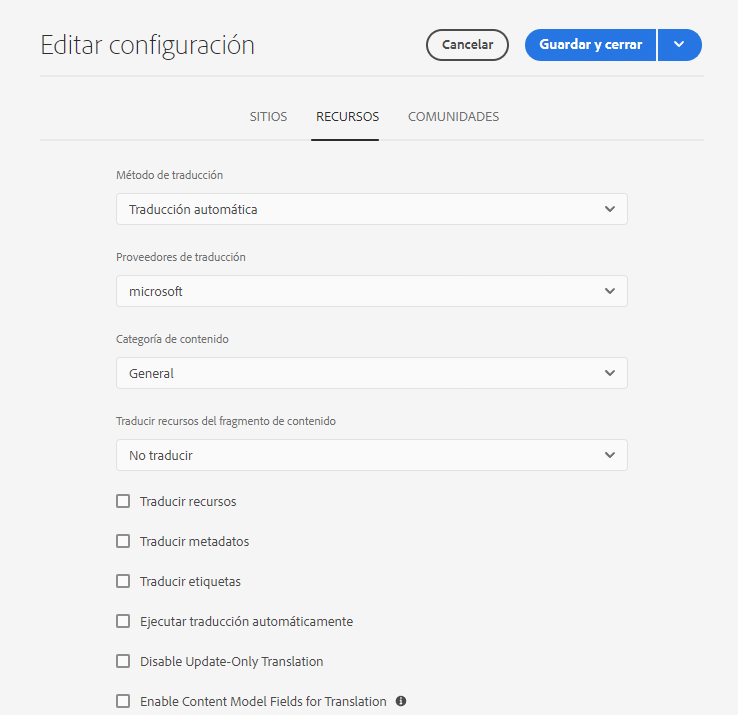 Editar configuración
Cancelar
Guardar y cerrar
SITIOS
RECURSOS
COMUNIDADES
Método de traducción
Traducción automática
Proveedores de traducción
microsoft
Categoría de contenido
General
Traducir recursos del fragmento de contenido
No traducir
Traducir recursos
Traducir metadatos
Traducir etiquetas
Ejecutar traducción automáticamente
Disable Update-Only Translation
Enable Content Model Fields for Translation